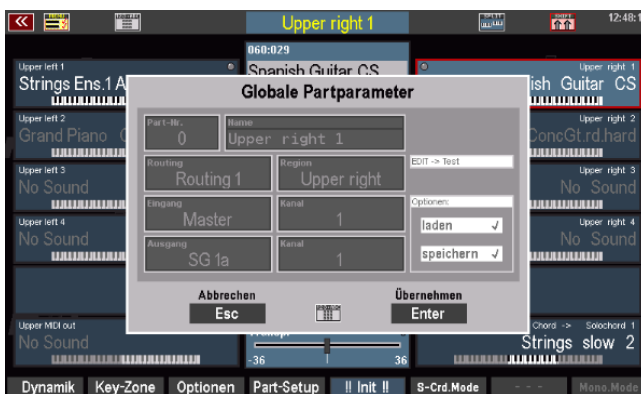 Upper right 1
12:48:1
060:029
Spanish Guitar CS
Upper left 1
Strings Ens.1 A
Upper right 1
ish Guitar CS
Upper left 2
Grand Piano
Upper right 2
ConcGt.rd.hard
Upper left 3
No Sound
Upper right 3
No Sound
Upper left 4
No Sound
Upper right 4
No Sound
Globale Partparameter
Part-Nr.
0
Name
Upper right 1
Routing
Routing 1
Region
Upper right
EDIT -> Test
Eingang
Master
Kanal
1
Optionen:
laden
speichern
Ausgang
SG 1a
Kanal
1
Abbrechen
Esc
Übernehmen
Enter
Upper MIDI out
No Sound
-36
36
Chord -> Solochord 1
Strings slow 2
Dynamik Key-Zone Optionen Part-Setup !! Init !! S-Crd.Mode - - - Mono.Mode